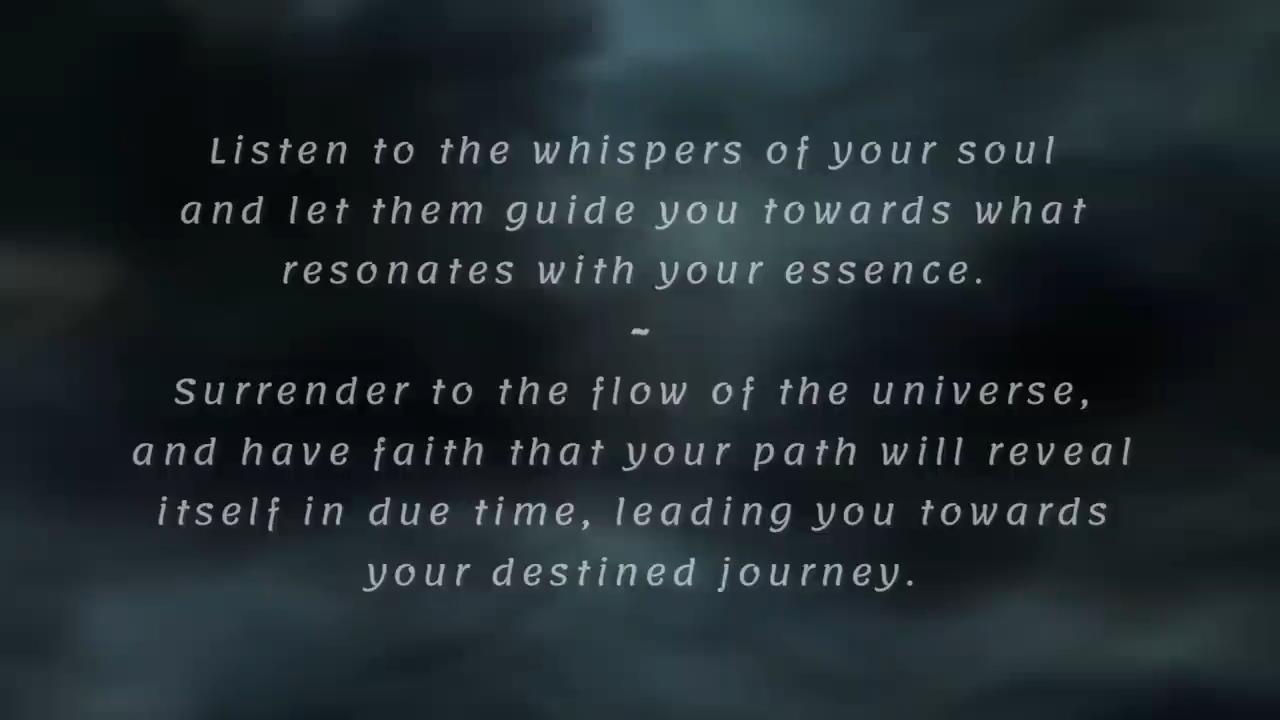 Listen to the whispers of your soul
and let them guide you towards what
resonates with your essence.
~
Surrender to the flow of the universe,
and have faith that your path will reveal
itself in due time, leading you towards
your destined journey.